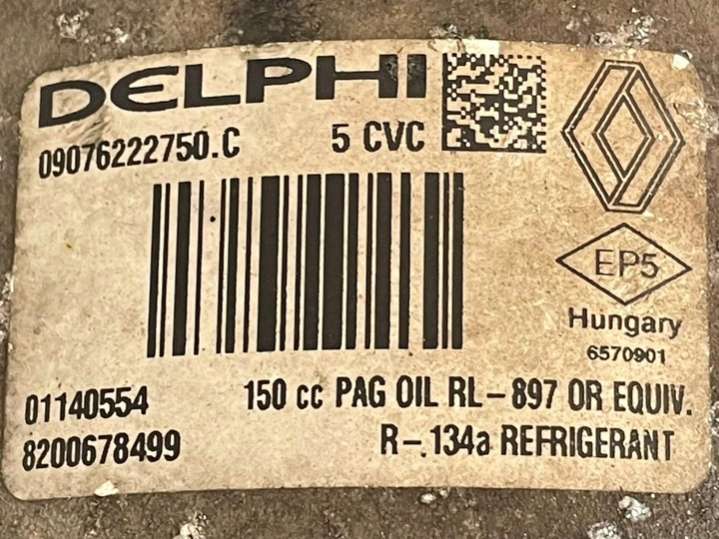 DELPHI
09076222750.C 5 CVC
EP5
Hungary
6570901
01140554 150 cc PAG OIL RL-897 OR EQUIV.
8200678499 R-.134a REFRIGERANT